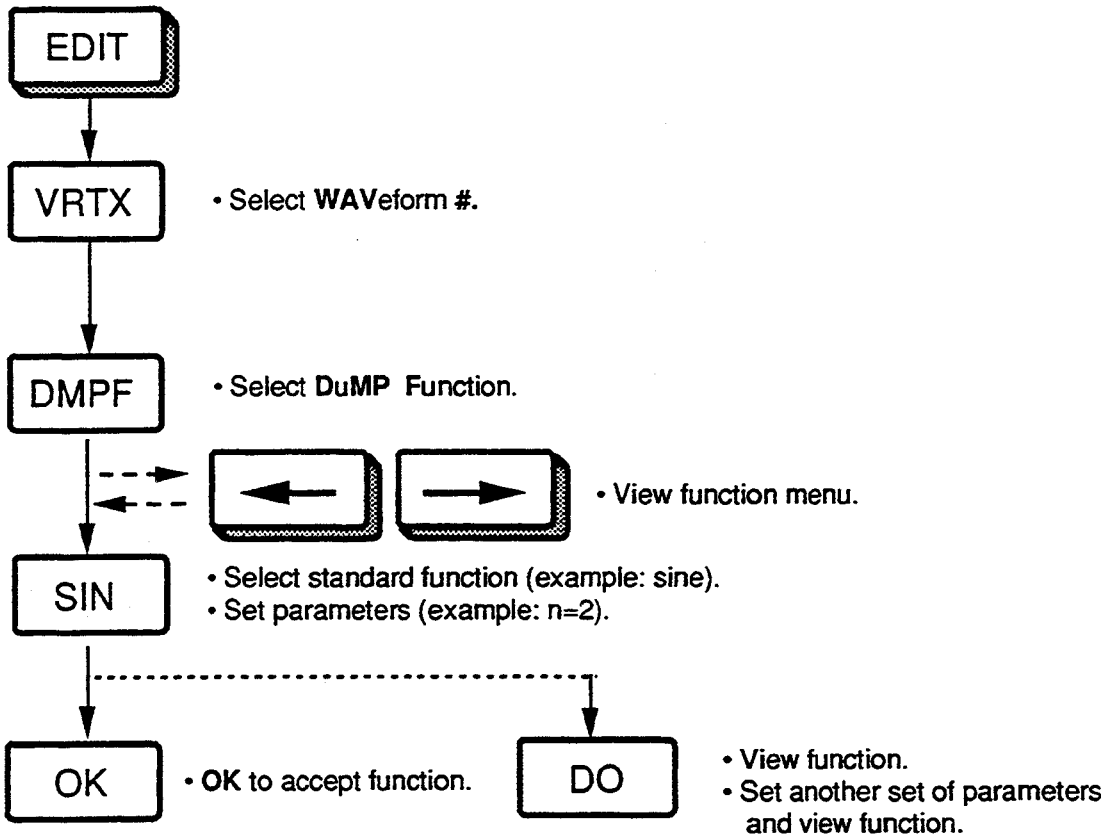 EDIT
VRTX
• Select WAVeform #.
DMPF
• Select DuMP Function.
• View function menu.
SIN
• Select standard function (example: sine).
• Set parameters (example: n=2).
OK
• OK to accept function.
DO
• View function.
• Set another set of parameters
and view function.